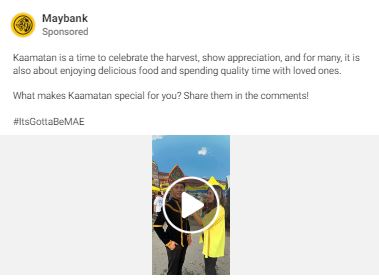 Maybank
Sponsored
Kaamatan is a time to celebrate the harvest, show appreciation, and for many, it is
also about enjoying delicious food and spending quality time with loved ones.
What makes Kaamatan special for you? Share them in the comments!
#ItsGottaBeMAE